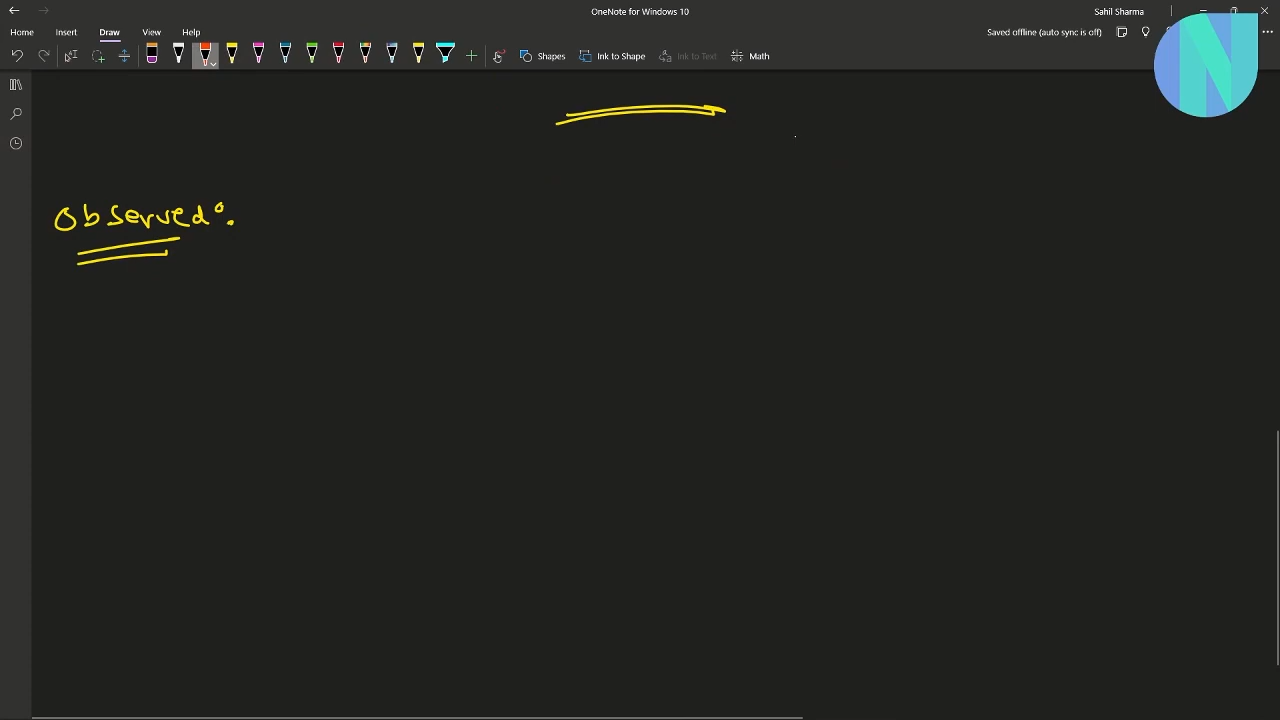 OneNote for Windows 10
Sahil Sharma
Home Insert Draw View Help
Saved offline (auto sync is off)
Shapes Ink to Shape Ink to Text Math
Observed: